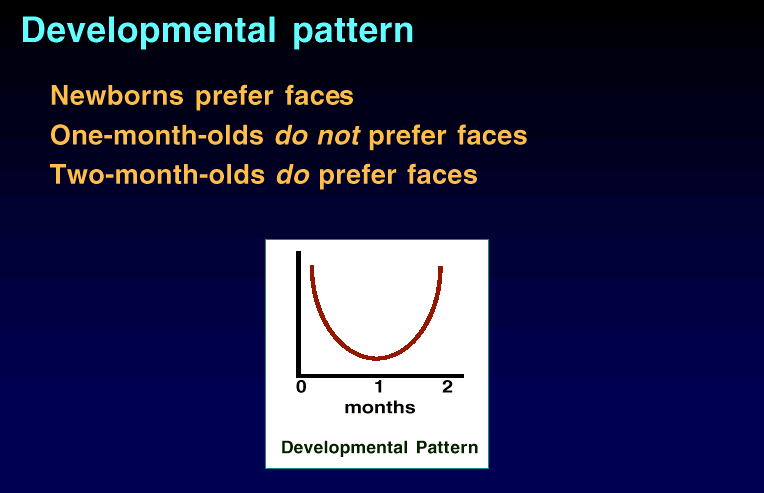 Developmental pattern
Newborns prefer faces
One-month-olds do not prefer faces
Two-month-olds do prefer faces
0 1 2
months
Developmental Pattern